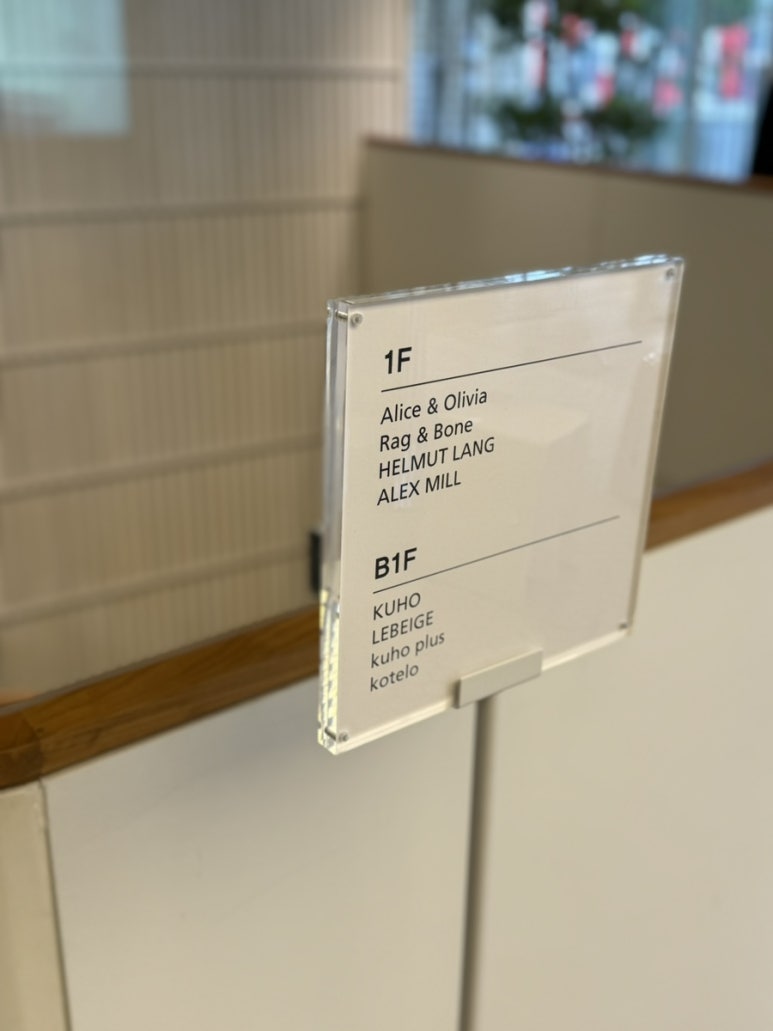 1F
Alice & Olivia
Rag & Bone
HELMUT LANG
ALEX MILL
B1F
KUHO
LEBEIGE
kuho plus
kotelo